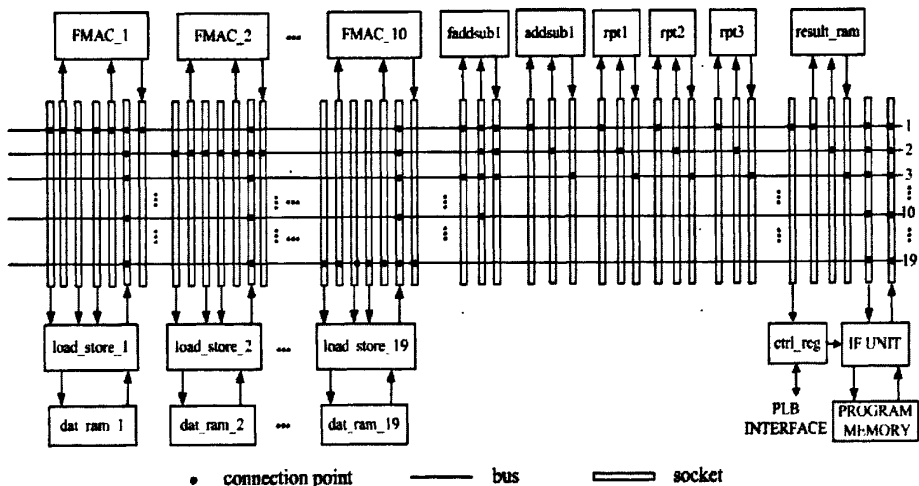 FMAC_1 FMAC_2 ... FMAC_10 faddsub1 addsub1 rpt1 rpt2 rpt3 result_ram
1
2
3
10
19
load_store_1 load_store_2 ... load_store_19 ctrl_reg IF UNIT
dat_ram_1 dat_ram_2 ... dat_ram_19 PLB INTERFACE PROGRAM MEMORY
connection point bus socket